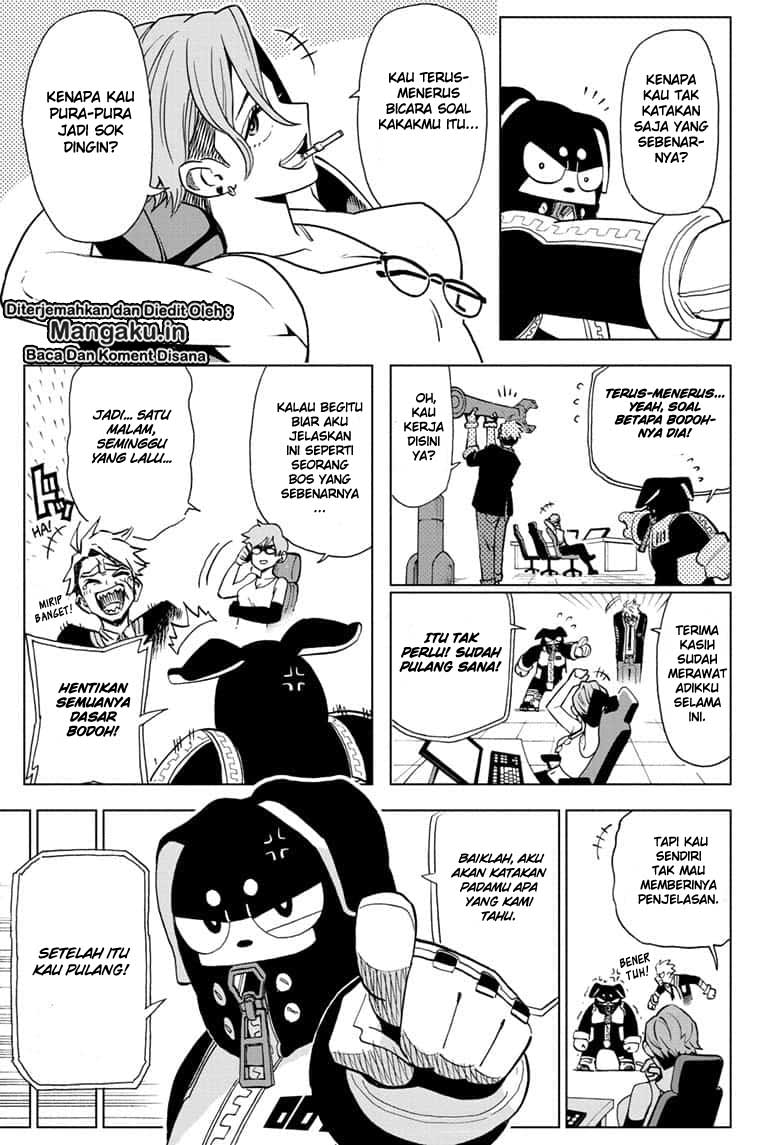 KENAPA
KAU TAK
KATAKAN
SAJA YANG
SEBENAR-
NYA?
KAU TERUS-
MENERUS
BICARA SOAL
KAKAKMU ITU...
KENAPA KAU
PURA-PURA
JADI SOK
DINGIN?
Diterjemahkan dan Diedit Oleh :
Mangaku.in
Baca Dan Koment Disana
TERUS-MENERUS...
YEAH, SOAL
BETAPA BODOH-
NYA DIA!
OH,
KAU
KERJA
DISINI
YA?
TERIMA
KASIH
SUDAH
MERAWAT
ADIKKU
SELAMA
INI.
ITU TAK
PERLU! SUDAH
PULANG SANA!
KALAU BEGITU
BIAR AKU
JELASKAN
INI SEPERTI
SEORANG
BOS YANG
SEBENARNYA
...
JADI... SATU
MALAM,
SEMINGGU
YANG LALU...
HA!
MIRIP
BANGET!
HENTIKAN
SEMUANYA
DASAR
BODOH!
TAPI KAU
SENDIRI
TAK MAU
MEMBERINYA
PENJELASAN.
BENER
TUH!
BAIKLAH, AKU
AKAN KATAKAN
PADAMU APA
YANG KAMI
TAHU.
SETELAH ITU
KAU PULANG!